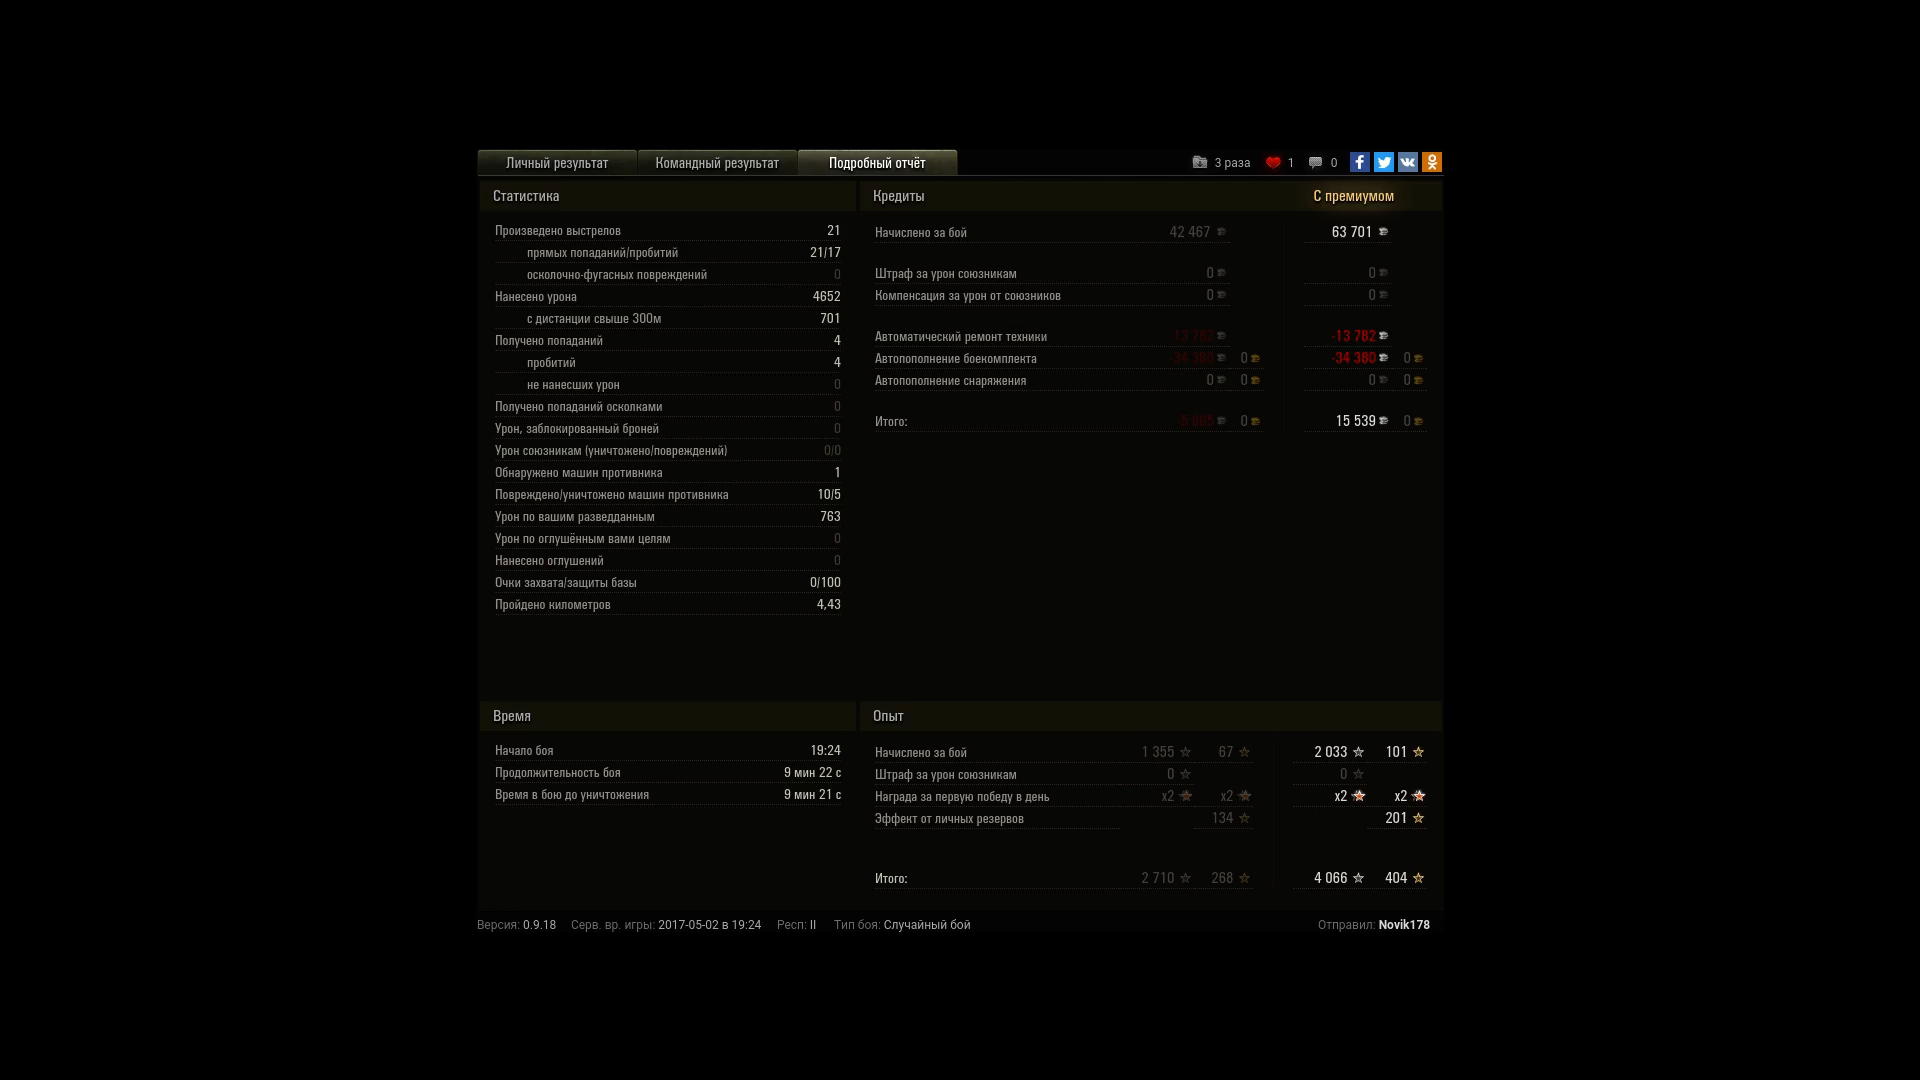 Личный результат Командный результат Подробный отчёт 3 раза 1 0
Статистика
Произведено выстрелов 21
прямых попаданий/пробитий 21/17
осколочно-фугасных повреждений 0
Нанесено урона 4652
с дистанции свыше 300м 701
Получено попаданий 4
пробитий 4
не нанесших урон 0
Получено попаданий осколками 0
Урон, заблокированный броней 0
Урон союзникам (уничтожено/повреждений) 0/0
Обнаружено машин противника 1
Повреждено/уничтожено машин противника 10/5
Урон по вашим разведданным 763
Урон по оглушённым вами целям 0
Нанесено оглушений 0
Очки захвата/защиты базы 0/100
Пройдено километров 4,43
Кредиты С премиумом
Начислено за бой 42 467 63 701
Штраф за урон союзникам 0 0
Компенсация за урон от союзников 0 0
Автоматический ремонт техники -13 782 -13 782
Автопополнение боекомплекта -34 380 0 -34 380 0
Автопополнение снаряжения 0 0 0 0
Итого: 0 15 539 0
Время
Начало боя 19:24
Продолжительность боя 9 мин 22 с
Время в бою до уничтожения 9 мин 21 с
Опыт
Начислено за бой 1 355 67 2 033 101
Штраф за урон союзникам 0 0
Награда за первую победу в день x2 x2 x2 x2
Эффект от личных резервов 134 201
Итого: 2 710 268 4 066 404
Версия: 0.9.18 Серв. вр. игры: 2017-05-02 в 19:24 Респ: II Тип боя: Случайный бой Отправил: Novik178